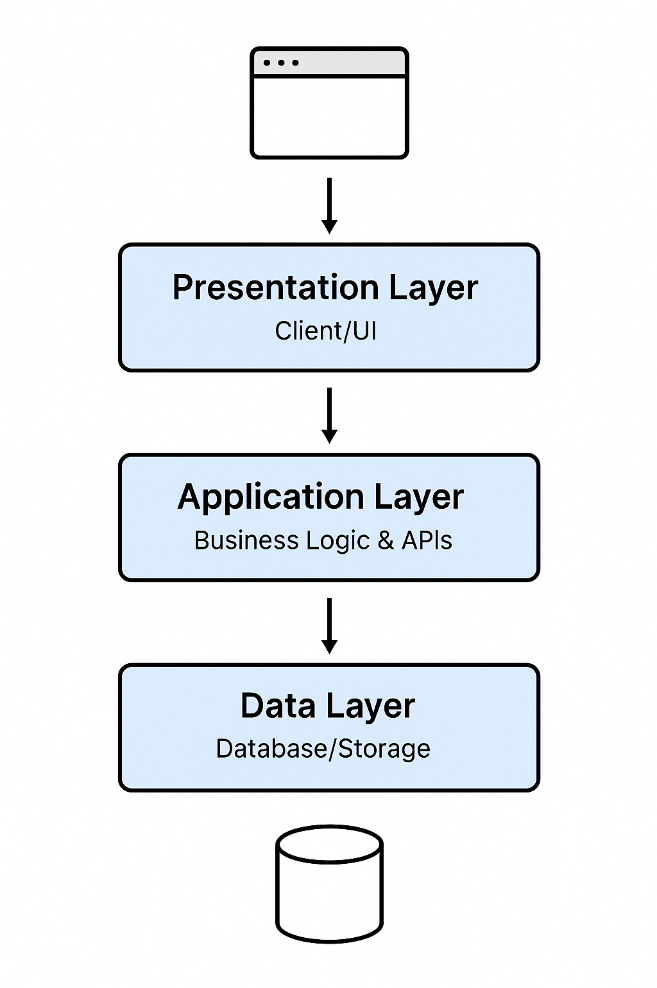 Presentation Layer
Client/UI
Application Layer
Business Logic & APIs
Data Layer
Database/Storage